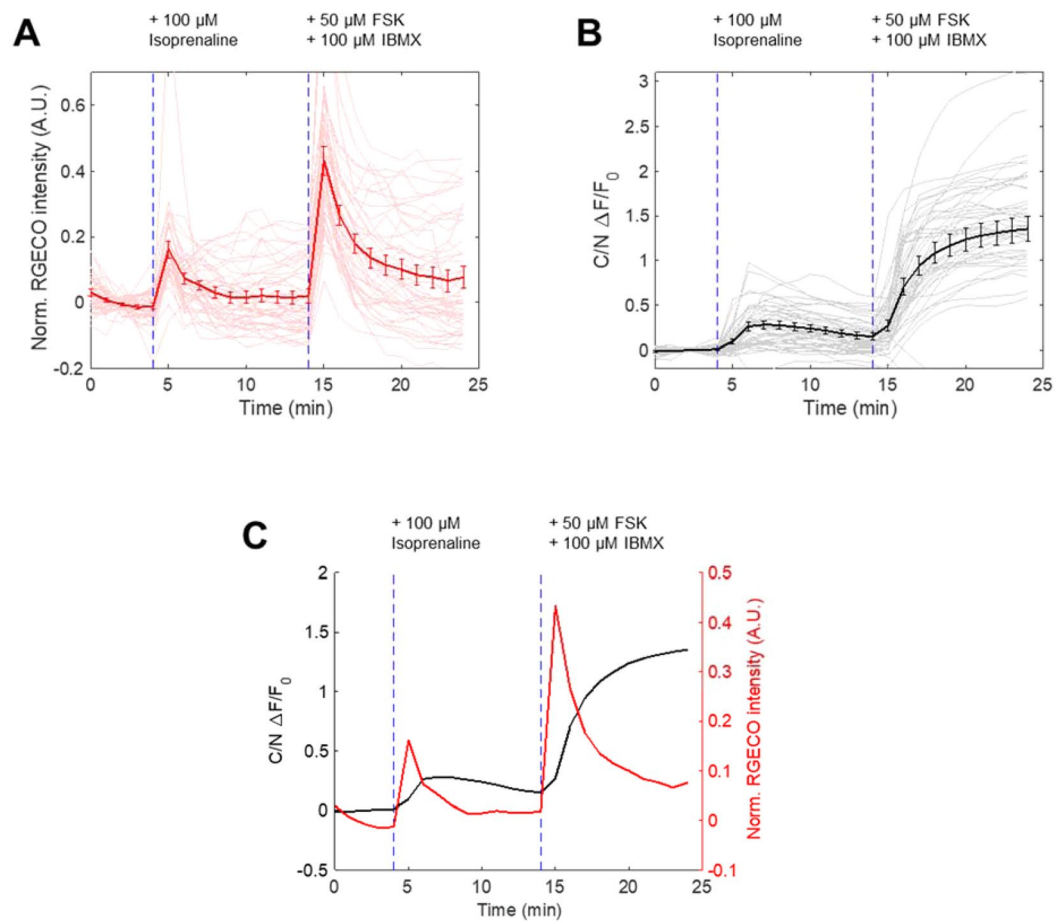 A
+ 100 µM
Isoprenaline
+ 50 µM FSK
+ 100 µM IBMX
Norm. RGECO intensity (A.U.)
0.6
0.4
0.2
0
-0.2
0
5
10
15
20
25
Time (min)
B
+ 100 µM
Isoprenaline
+ 50 µM FSK
+ 100 µM IBMX
C/N ΔF/F0
3
2.5
2
1.5
1
0.5
0
0
5
10
15
20
25
Time (min)
C
+ 100 µM
Isoprenaline
+ 50 µM FSK
+ 100 µM IBMX
C/N ΔF/F0
2
1.5
1
0.5
0
-0.5
0
5
10
15
20
25
Time (min)
0.5
0.4
0.3
0.2
0.1
0
-0.1
Norm. RGECO intensity (A.U.)